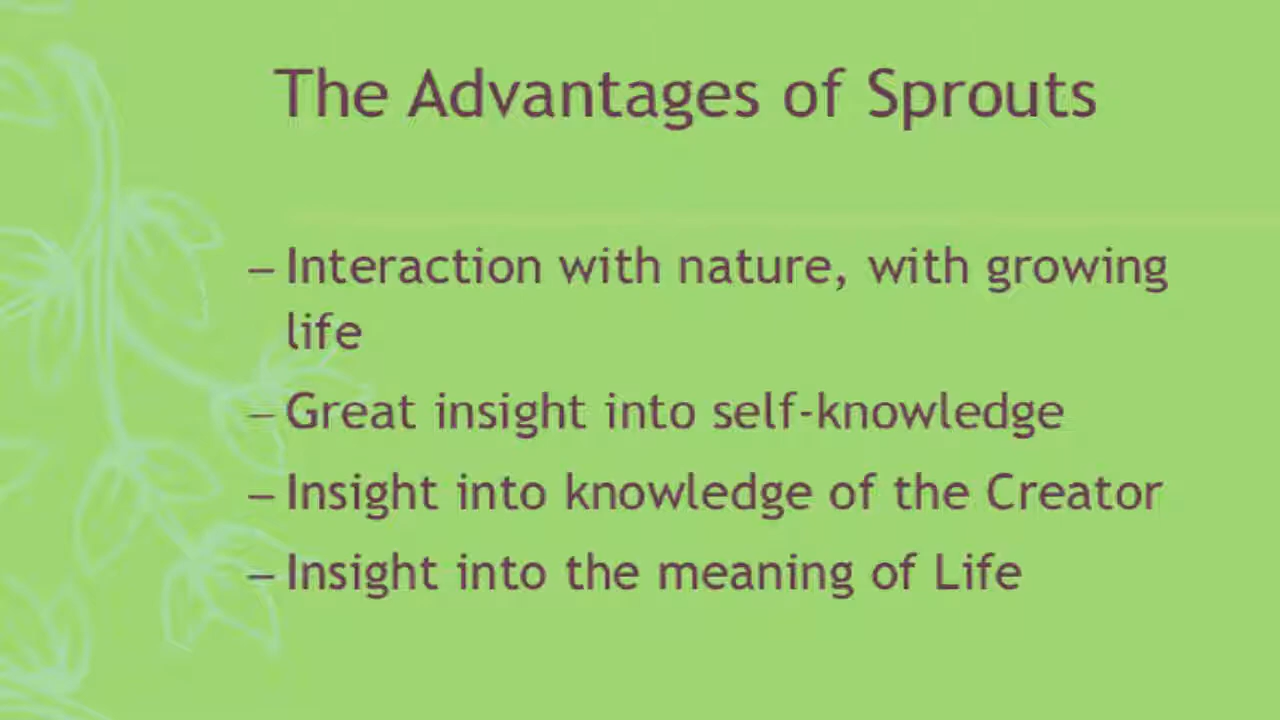 The Advantages of Sprouts
– Interaction with nature, with growing
life
– Great insight into self-knowledge
– Insight into knowledge of the Creator
– Insight into the meaning of Life